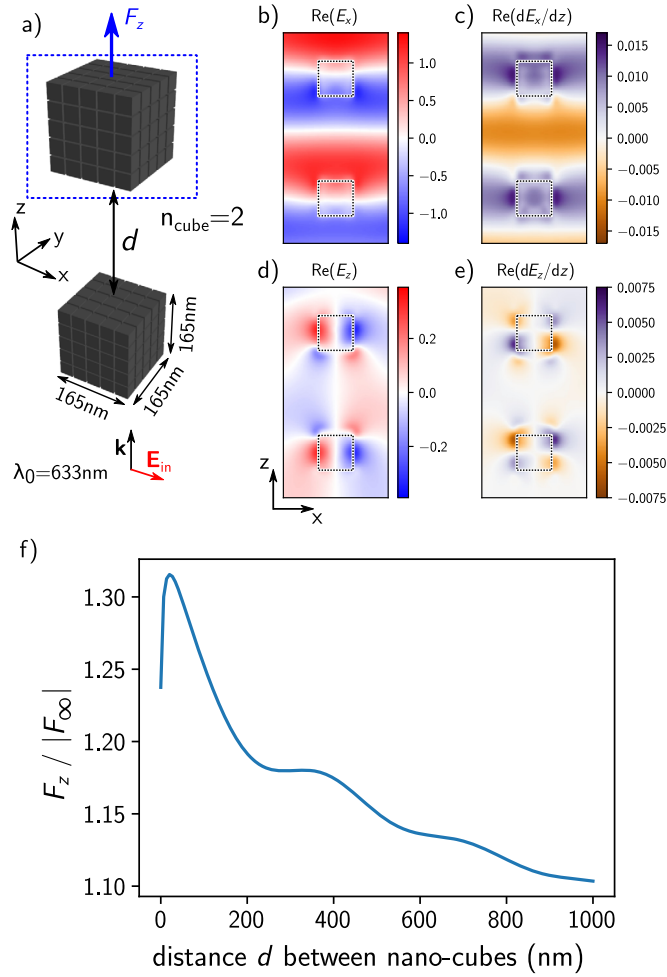 a)
F_z
n_cube=2
z
y
x
d
165nm
165nm
165nm
k
E_in
λ_0=633nm
b)
Re(E_x)
1.0
0.5
0.0
−0.5
−1.0
c)
Re(dE_x/dz)
0.015
0.010
0.005
0.000
−0.005
−0.010
−0.015
d)
Re(E_z)
0.2
0.0
−0.2
z
x
e)
Re(dE_z/dz)
0.0075
0.0050
0.0025
0.0000
−0.0025
−0.0050
−0.0075
f)
F_z / |F_∞|
1.30
1.25
1.20
1.15
1.10
0
200
400
600
800
1000
distance d between nano-cubes (nm)